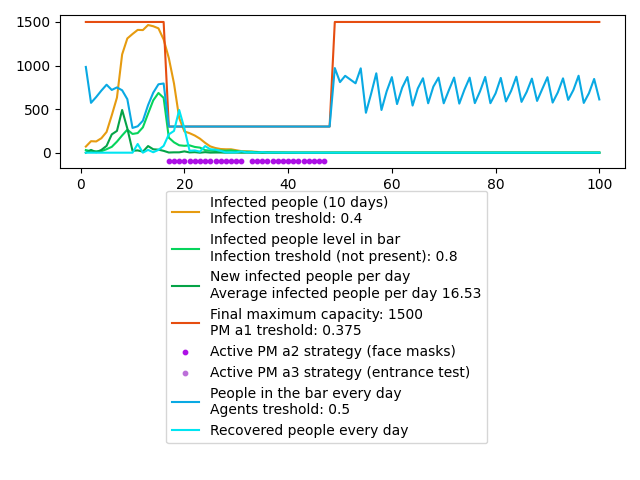 1500
1000
500
0
0
20
40
60
80
100
Infected people (10 days)
Infection treshold: 0.4
Infected people level in bar
Infection treshold (not present): 0.8
New infected people per day
Average infected people per day 16.53
Final maximum capacity: 1500
PM a1 treshold: 0.375
Active PM a2 strategy (face masks)
Active PM a3 strategy (entrance test)
People in the bar every day
Agents treshold: 0.5
Recovered people every day